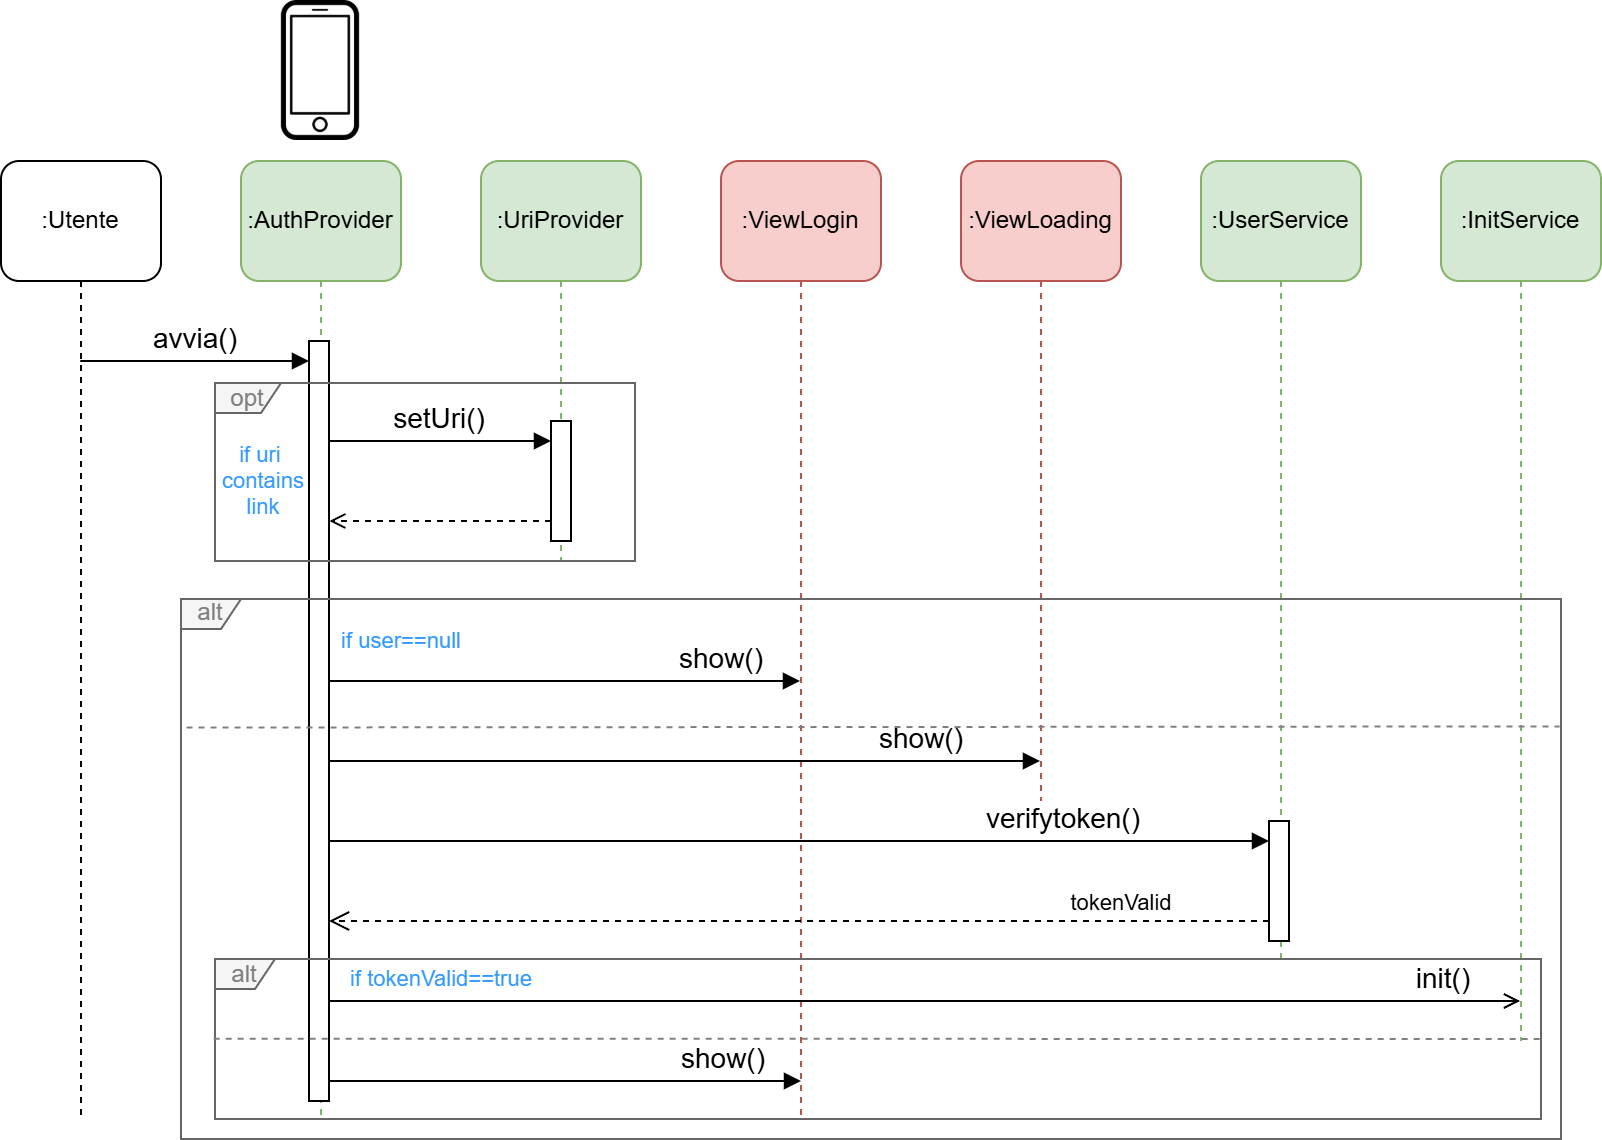 :Utente
:AuthProvider
:UriProvider
:ViewLogin
:ViewLoading
:UserService
:InitService
avvia()
opt
setUri()
if uri
contains
link
alt
if user==null
show()
show()
verifytoken()
tokenValid
alt
if tokenValid==true
init()
show()